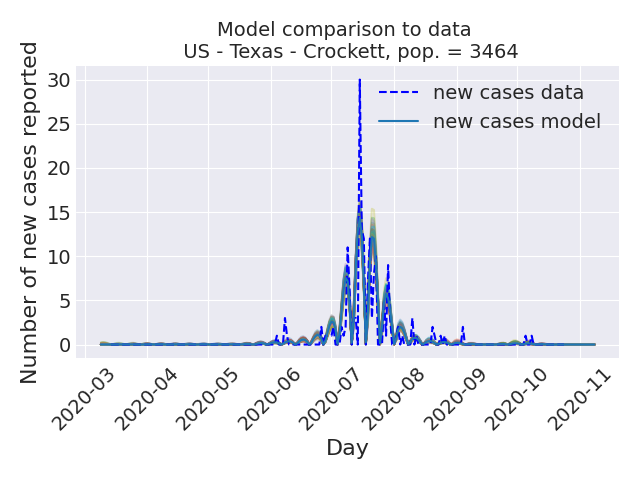 Model comparison to data
US - Texas - Crockett, pop. = 3464
Number of new cases reported
30
25
20
15
10
5
0
new cases data
new cases model
2020-03
2020-04
2020-05
2020-06
2020-07
2020-08
2020-09
2020-10
2020-11
Day